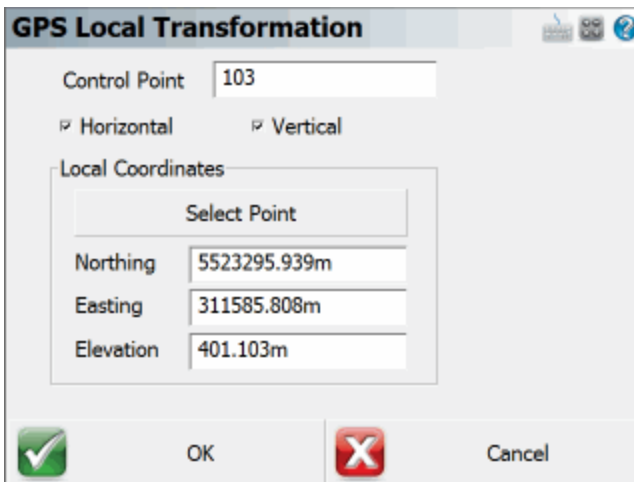 GPS Local Transformation
Control Point 103
Horizontal Vertical
Local Coordinates
Select Point
Northing 5523295.939m
Easting 311585.808m
Elevation 401.103m
OK Cancel